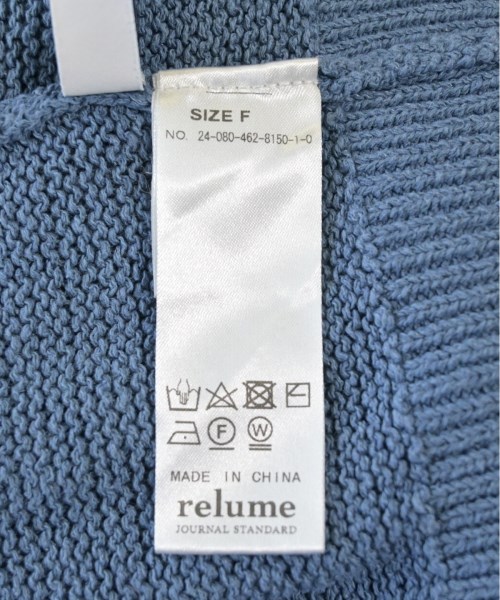 SIZE F
NO. 24-080-462-8150-1-0
F W
MADE IN CHINA
relume
JOURNAL STANDARD